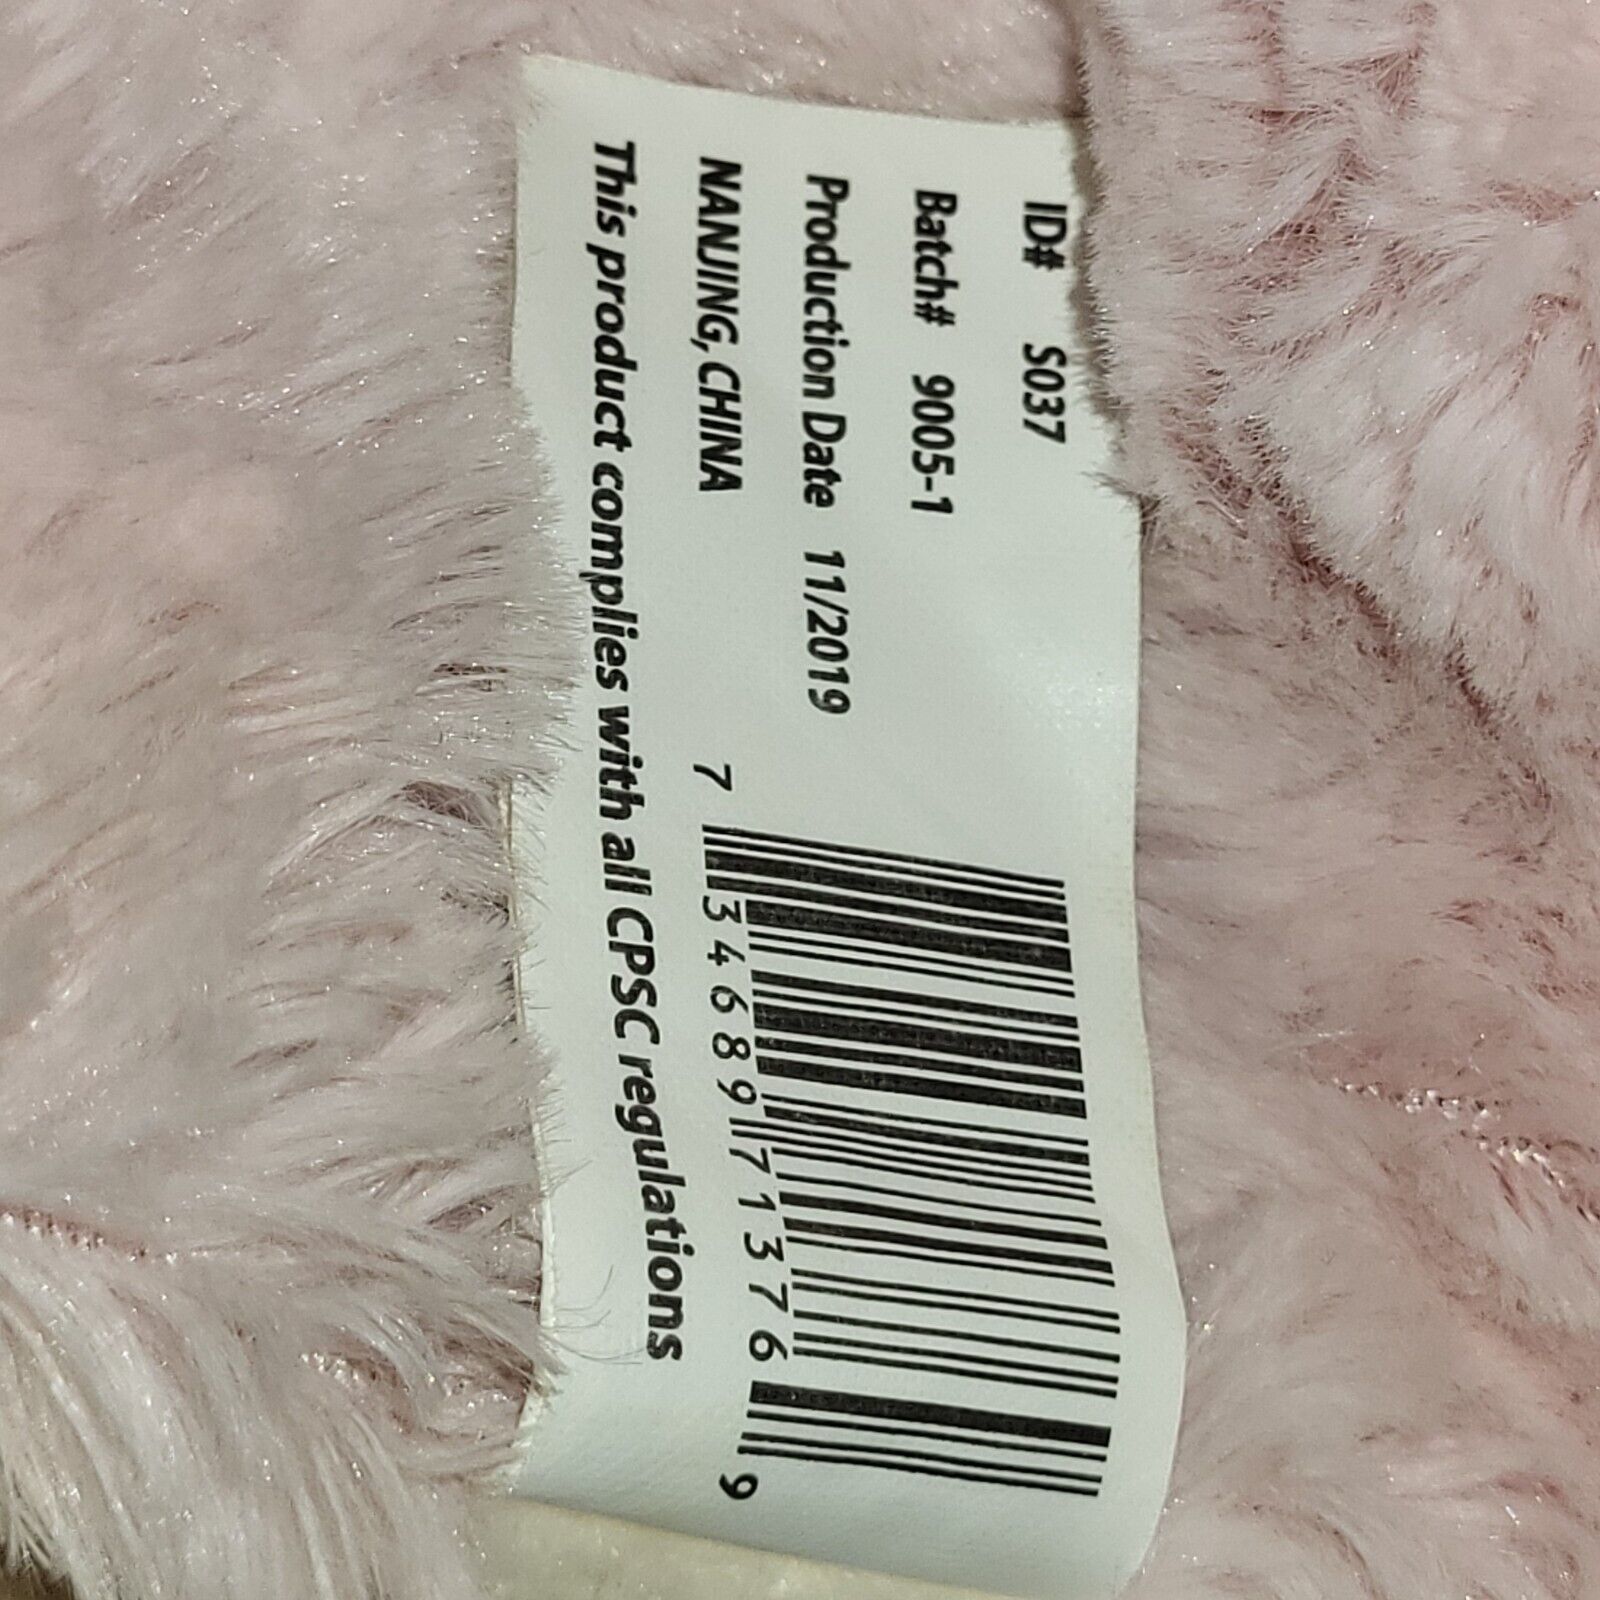 ID# S037
Batch# 9005-1
Production Date 11/2019
NANJING, CHINA
7 34689 71376 9
This product complies with all CPSC regulations